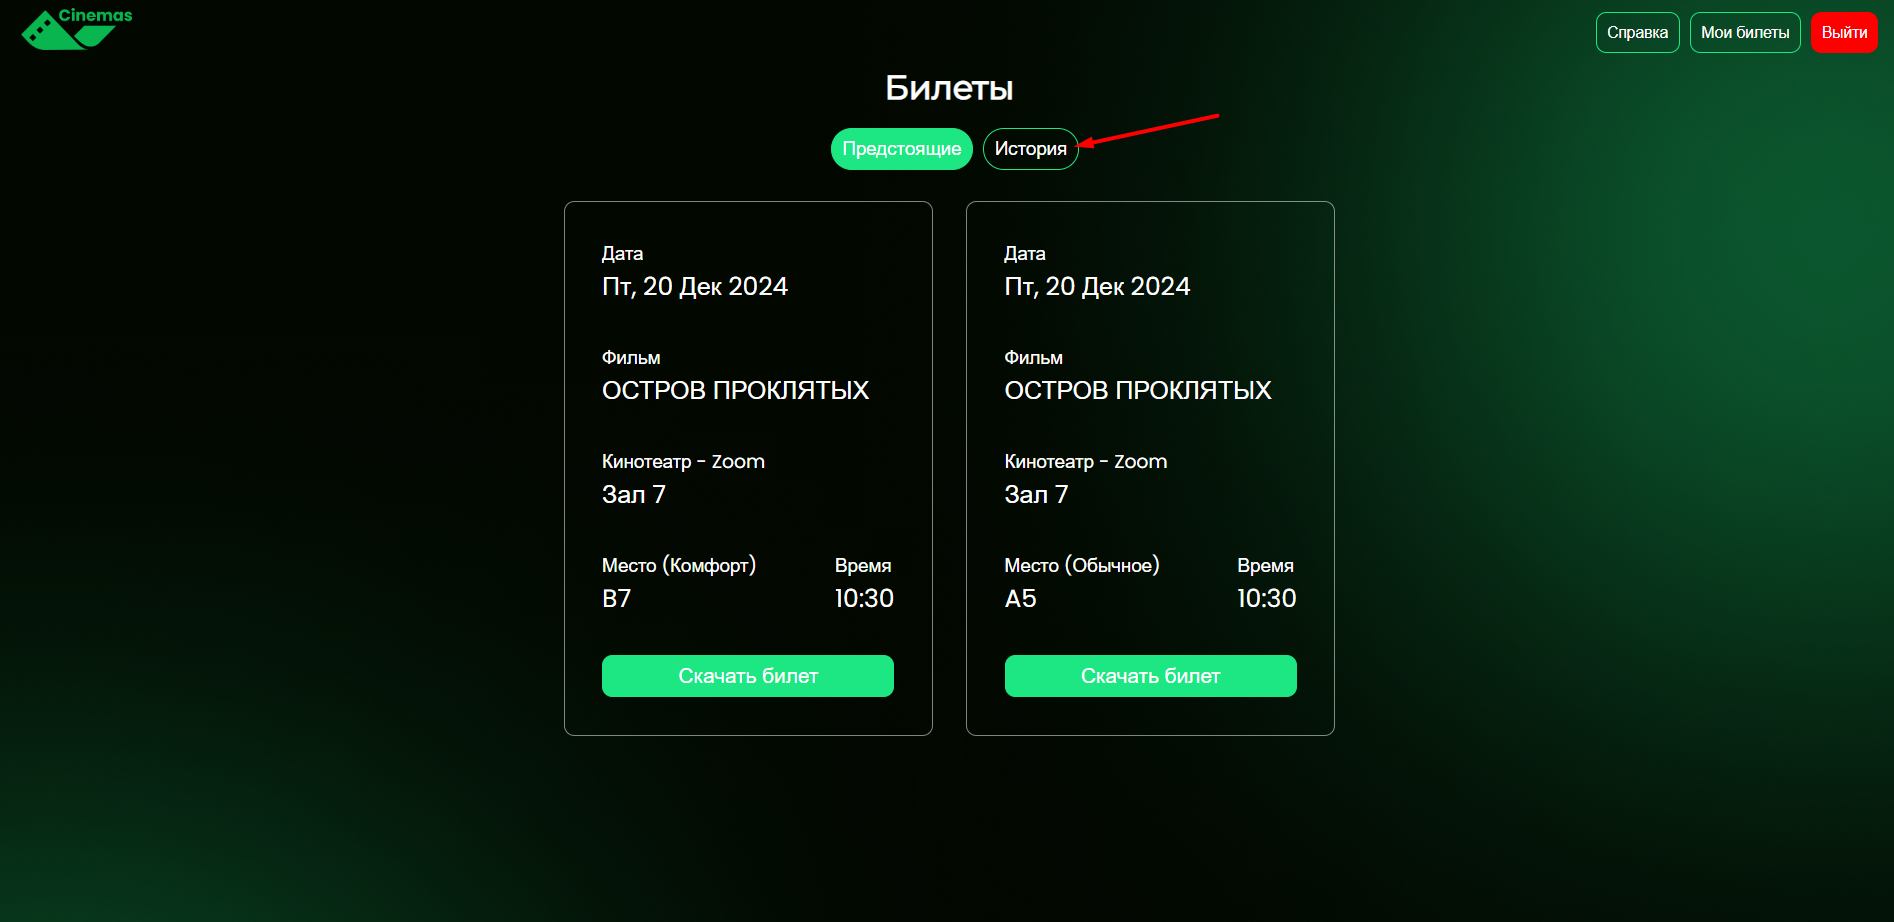 Cinemas
Справка
Мои билеты
Выйти
Билеты
Предстоящие
История
Дата
Пт, 20 Дек 2024
Фильм
ОСТРОВ ПРОКЛЯТЫХ
Кинотеатр - Zoom
Зал 7
Место (Комфорт)
Время
B7
10:30
Скачать билет
Дата
Пт, 20 Дек 2024
Фильм
ОСТРОВ ПРОКЛЯТЫХ
Кинотеатр - Zoom
Зал 7
Место (Обычное)
Время
A5
10:30
Скачать билет